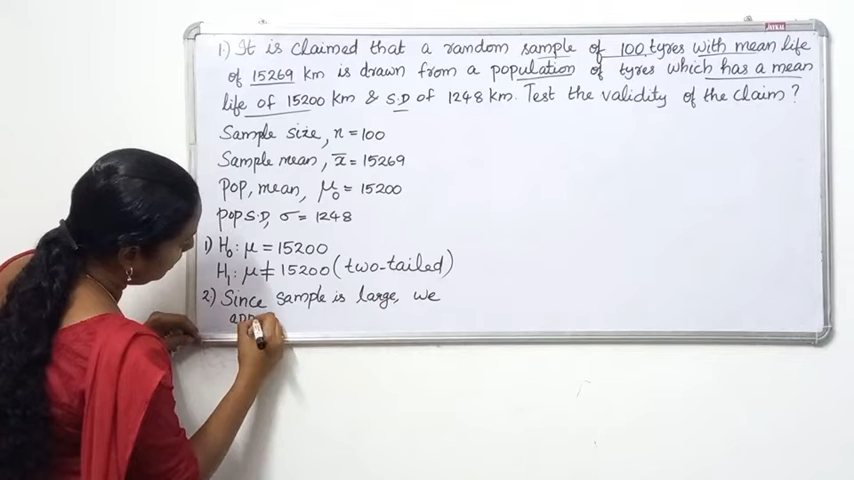 1.) It is claimed that a random sample of 100 tyres with mean life
of 15269 km is drawn from a population of tyres which has a mean
life of 15200 km & S.D of 1248 km. Test the validity of the claim?
Sample size, n = 100
Sample mean, x̄ = 15269
Pop, mean, μ₀ = 15200
pop S.D, σ = 1248
1) H₀: μ = 15200
H₁: μ ≠ 15200 (two-tailed)
2.) Since sample is large, we
app